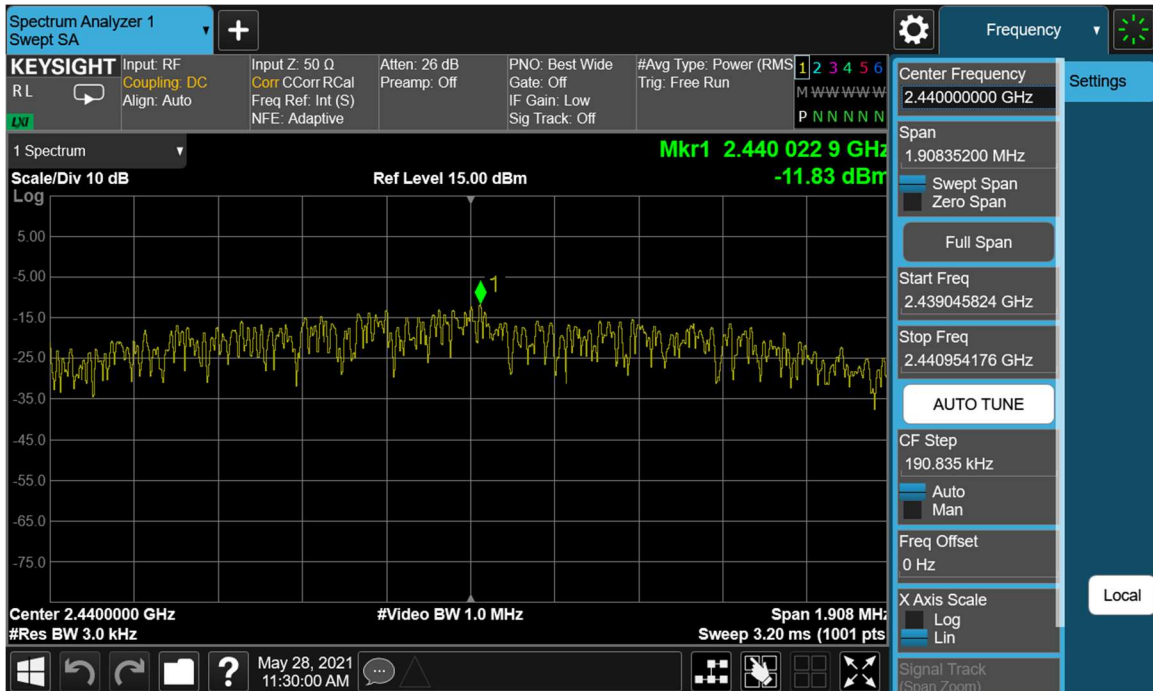 Spectrum Analyzer 1
Swept SA
Frequency
KEYSIGHT
RL
LXI
Input: RF
Coupling: DC
Align: Auto
Input Z: 50 Ω
Corr CCorr RCal
Freq Ref: Int (S)
NFE: Adaptive
Atten: 26 dB
Preamp: Off
PNO: Best Wide
Gate: Off
IF Gain: Low
Sig Track: Off
#Avg Type: Power (RMS
Trig: Free Run
1 2 3 4 5 6
M W W W W W
P N N N N N
1 Spectrum
Scale/Div 10 dB
Ref Level 15.00 dBm
Mkr1 2.440 022 9 GHz
-11.83 dBm
Log
5.00
-5.00
-15.0
-25.0
-35.0
-45.0
-55.0
-65.0
-75.0
1
Center 2.4400000 GHz
#Res BW 3.0 kHz
#Video BW 1.0 MHz
Span 1.908 MHz
Sweep 3.20 ms (1001 pts
?
May 28, 2021
11:30:00 AM
Center Frequency
2.440000000 GHz
Span
1.90835200 MHz
Swept Span
Zero Span
Full Span
Start Freq
2.439045824 GHz
Stop Freq
2.440954176 GHz
AUTO TUNE
CF Step
190.835 kHz
Auto
Man
Freq Offset
0 Hz
X Axis Scale
Log
Lin
Signal Track
(Span Zoom)
Settings
Local